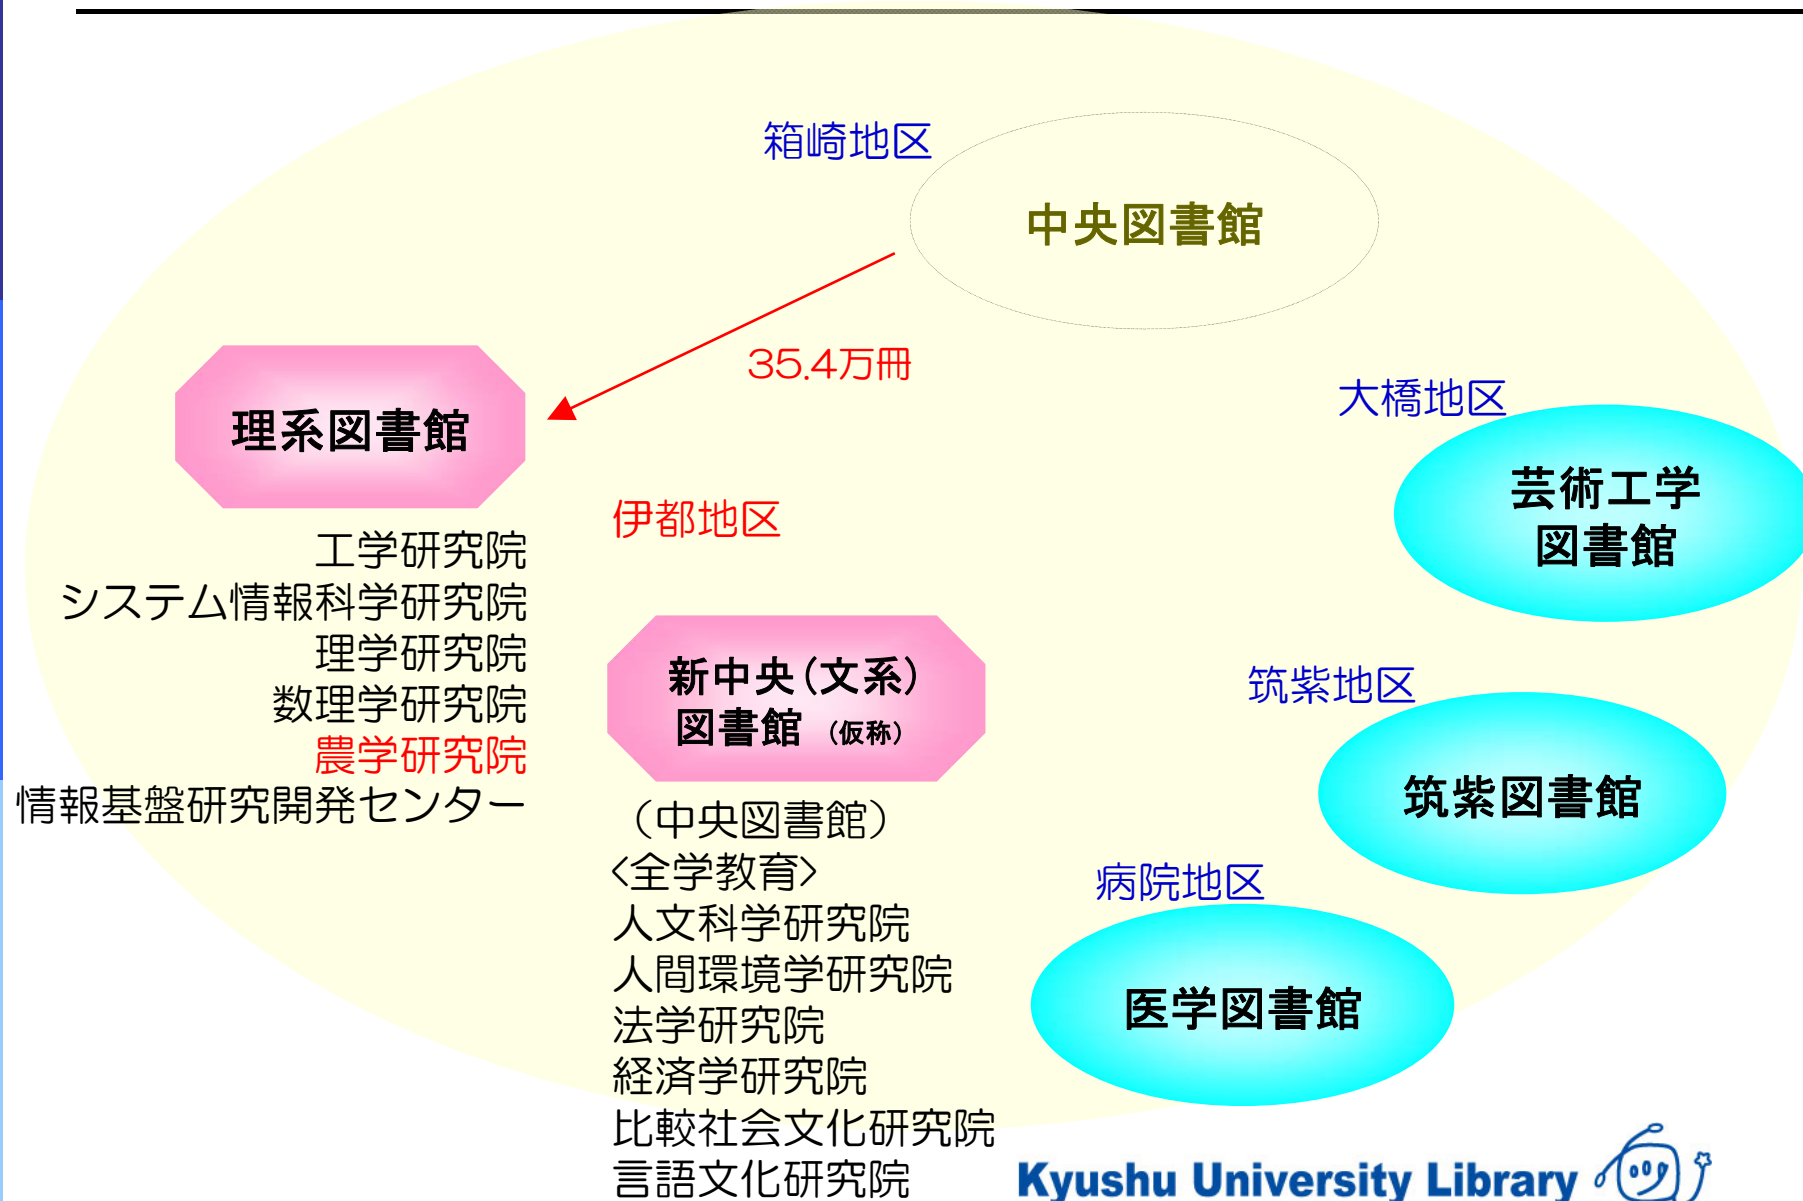 箱崎地区
中央図書館
35.4万冊
理系図書館
大橋地区
芸術工学
図書館
伊都地区
工学研究院
システム情報科学研究院
理学研究院
数理学研究院
農学研究院
情報基盤研究開発センター
新中央(文系)
図書館 (仮称)
(中央図書館)
<全学教育>
人文科学研究院
人間環境学研究院
法学研究院
経済学研究院
比較社会文化研究院
言語文化研究院
筑紫地区
筑紫図書館
病院地区
医学図書館
Kyushu University Library